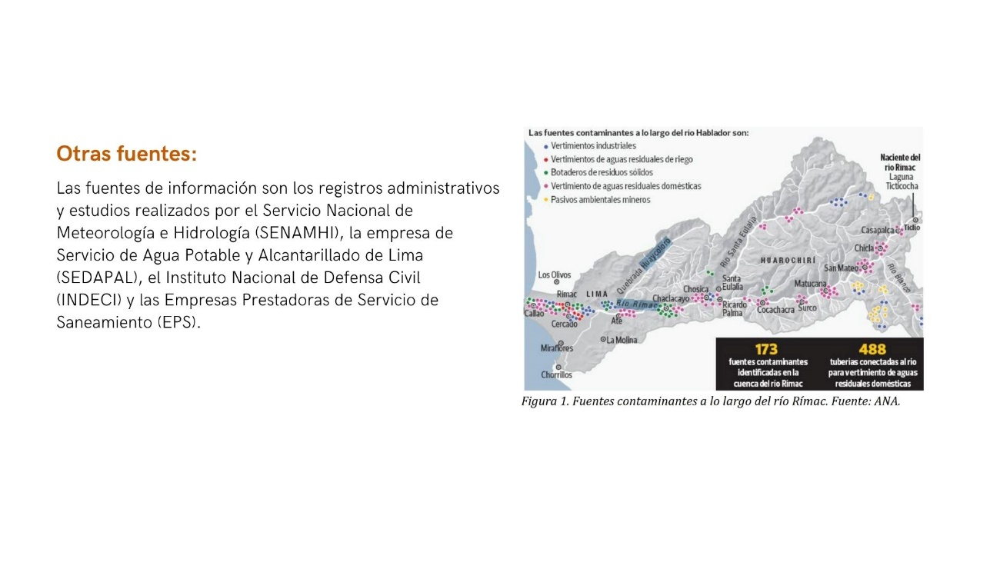 Otras fuentes:
Las fuentes de información son los registros administrativos
y estudios realizados por el Servicio Nacional de
Meteorología e Hidrología (SENAMHI), la empresa de
Servicio de Agua Potable y Alcantarillado de Lima
(SEDAPAL), el Instituto Nacional de Defensa Civil
(INDECI) y las Empresas Prestadoras de Servicio de
Saneamiento (EPS).
Las fuentes contaminantes a lo largo del río Hablador son:
Vertimientos industriales
Vertimientos de aguas residuales de riego
Botaderos de residuos sólidos
Vertimiento de aguas residuales domésticas
Pasivos ambientales mineros
Naciente del
río Rímac
Laguna
Ticticocha
Ticlio
Casapalca
Chicla
San Mateo
Río Blanco
Matucana
HUAROCHIRÍ
Río Santa Eulalia
Quebrada Huaycoloro
Los Olivos
Rímac
LIMA
Río Rímac
Chaclacayo
Chosica
Santa
Eulalia
Ricardo
Palma
Cocachacra
Surco
Callao
Cercado
Ate
La Molina
Miraflores
Chorrillos
173
fuentes contaminantes
identificadas en la
cuenca del río Rímac
488
tuberías conectadas al río
para vertimiento de aguas
residuales domésticas
Figura 1. Fuentes contaminantes a lo largo del río Rímac. Fuente: ANA.